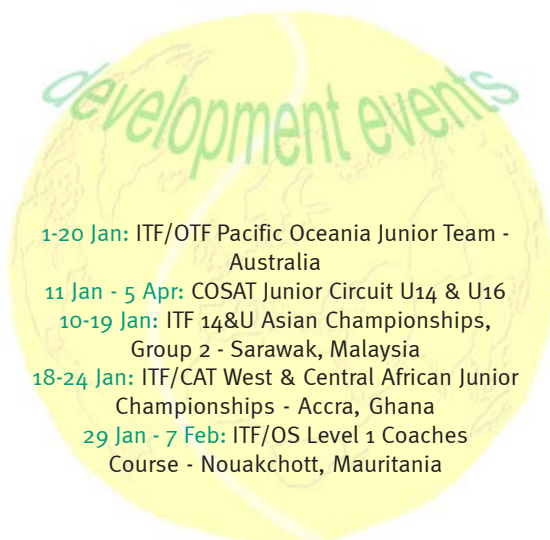 development events
1-20 Jan: ITF/OTF Pacific Oceania Junior Team -
Australia
11 Jan - 5 Apr: COSAT Junior Circuit U14 & U16
10-19 Jan: ITF 14&U Asian Championships,
Group 2 - Sarawak, Malaysia
18-24 Jan: ITF/CAT West & Central African Junior
Championships - Accra, Ghana
29 Jan - 7 Feb: ITF/OS Level 1 Coaches
Course - Nouakchott, Mauritania